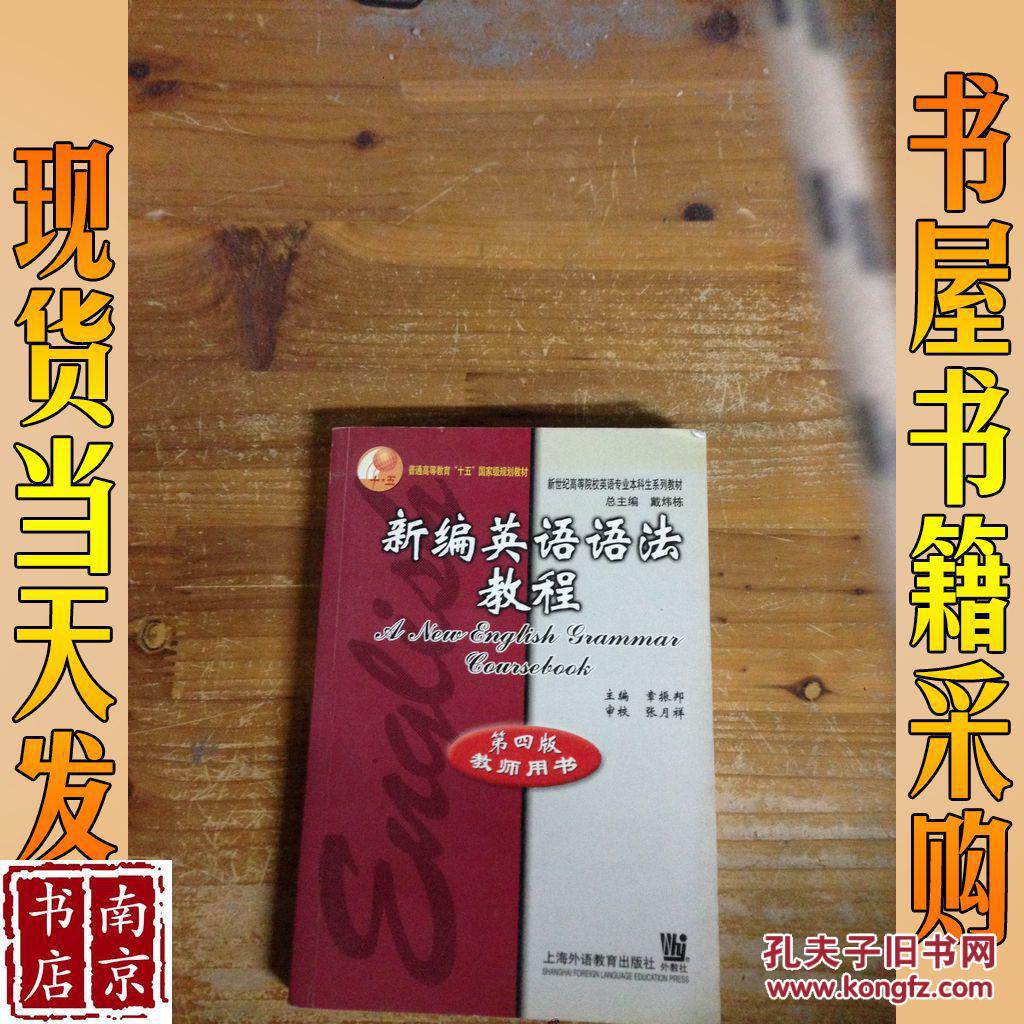 现货当天发
书屋书籍采购
十·五
普通高等教育“十五”国家级规划教材
新世纪高等院校英语专业本科生系列教材
总主编 戴炜栋
新编英语语法
教程
A New English Grammar
Coursebook
English
主编 章振邦
审校 张月祥
第四版
教师用书
上海外语教育出版社
SHANGHAI FOREIGN LANGUAGE EDUCATION PRESS
外教社
南京
书店
孔夫子旧书网
www.kongfz.com